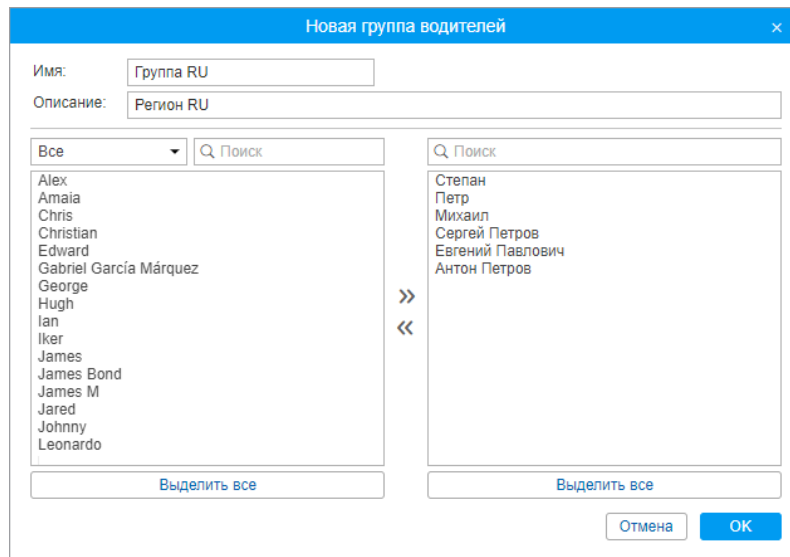 Новая группа водителей ×
Имя: Группа RU
Описание: Регион RU
Все Поиск
Поиск
Alex
Amaia
Chris
Christian
Edward
Gabriel García Márquez
George
Hugh
Ian
Iker
James
James Bond
James M
Jared
Johnny
Leonardo
Степан
Петр
Михаил
Сергей Петров
Евгений Павлович
Антон Петров
Выделить все
Выделить все
Отмена
OK